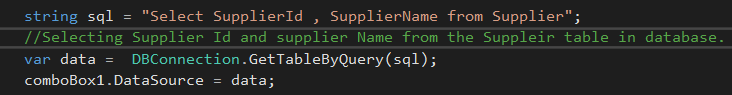 string sql = "Select SupplierId , SupplierName from Supplier";
//Selecting Supplier Id and supplier Name from the Suppleir table in database.
var data =  DBConnection.GetTableByQuery(sql);
comboBox1.DataSource = data;